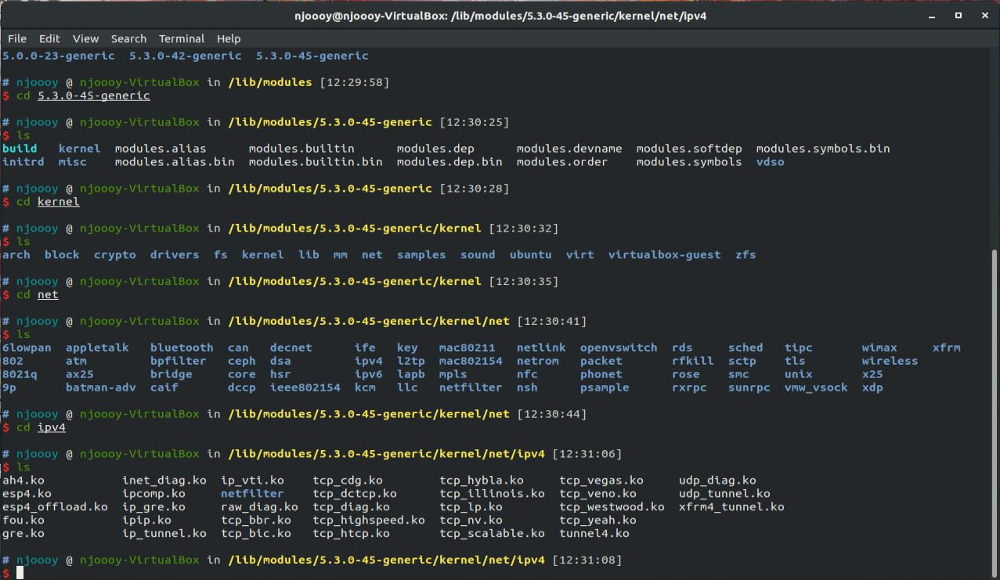 njoooy@njoooy-VirtualBox: /lib/modules/5.3.0-45-generic/kernel/net/ipv4
File Edit View Search Terminal Help
5.0.0-23-generic 5.3.0-42-generic 5.3.0-45-generic
# njoooy @ njoooy-VirtualBox in /lib/modules [12:29:58]
$ cd 5.3.0-45-generic
# njoooy @ njoooy-VirtualBox in /lib/modules/5.3.0-45-generic [12:30:25]
$ ls
build kernel modules.alias modules.builtin modules.dep modules.devname modules.softdep modules.symbols.bin
initrd misc modules.alias.bin modules.builtin.bin modules.dep.bin modules.order modules.symbols vdso
# njoooy @ njoooy-VirtualBox in /lib/modules/5.3.0-45-generic [12:30:28]
$ cd kernel
# njoooy @ njoooy-VirtualBox in /lib/modules/5.3.0-45-generic/kernel [12:30:32]
$ ls
arch block crypto drivers fs kernel lib mm net samples sound ubuntu virt virtualbox-guest zfs
# njoooy @ njoooy-VirtualBox in /lib/modules/5.3.0-45-generic/kernel [12:30:35]
$ cd net
# njoooy @ njoooy-VirtualBox in /lib/modules/5.3.0-45-generic/kernel/net [12:30:41]
$ ls
6lowpan appletalk bluetooth can decnet ife key mac80211 netlink openvswitch rds sched tipc wimax xfrm
802 atm bpfilter ceph dsa ipv4 l2tp mac802154 netrom packet rfkill sctp tls wireless
8021q ax25 bridge core hsr ipv6 lapb mpls nfc phonet rose smc unix x25
9p batman-adv caif dccp ieee802154 kcm llc netfilter nsh psample rxrpc sunrpc vmw_vsock xdp
# njoooy @ njoooy-VirtualBox in /lib/modules/5.3.0-45-generic/kernel/net [12:30:44]
$ cd ipv4
# njoooy @ njoooy-VirtualBox in /lib/modules/5.3.0-45-generic/kernel/net/ipv4 [12:31:06]
$ ls
ah4.ko inet_diag.ko ip_vti.ko tcp_cdg.ko tcp_hybla.ko tcp_vegas.ko udp_diag.ko
esp4.ko ipcomp.ko netfilter tcp_dctcp.ko tcp_illinois.ko tcp_veno.ko udp_tunnel.ko
esp4_offload.ko ip_gre.ko raw_diag.ko tcp_diag.ko tcp_lp.ko tcp_westwood.ko xfrm4_tunnel.ko
fou.ko ipip.ko tcp_bbr.ko tcp_highspeed.ko tcp_nv.ko tcp_yeah.ko
gre.ko ip_tunnel.ko tcp_bic.ko tcp_htcp.ko tcp_scalable.ko tunnel4.ko
# njoooy @ njoooy-VirtualBox in /lib/modules/5.3.0-45-generic/kernel/net/ipv4 [12:31:08]
$